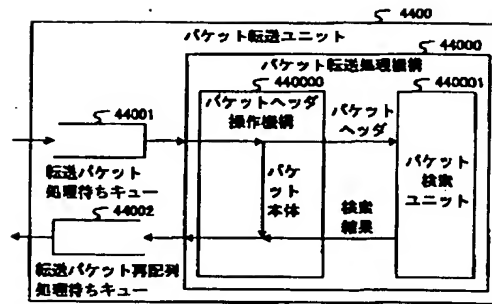 4400
パケット転送ユニット
44000
パケット転送処理機構
440000
440001
44001
パケットヘッダ
操作機構
パケット
ヘッダ
転送パケット
処理待ちキュー
パケ
ット
本体
パケット
検索
ユニット
44002
検索
結果
転送パケット再配列
処理待ちキュー